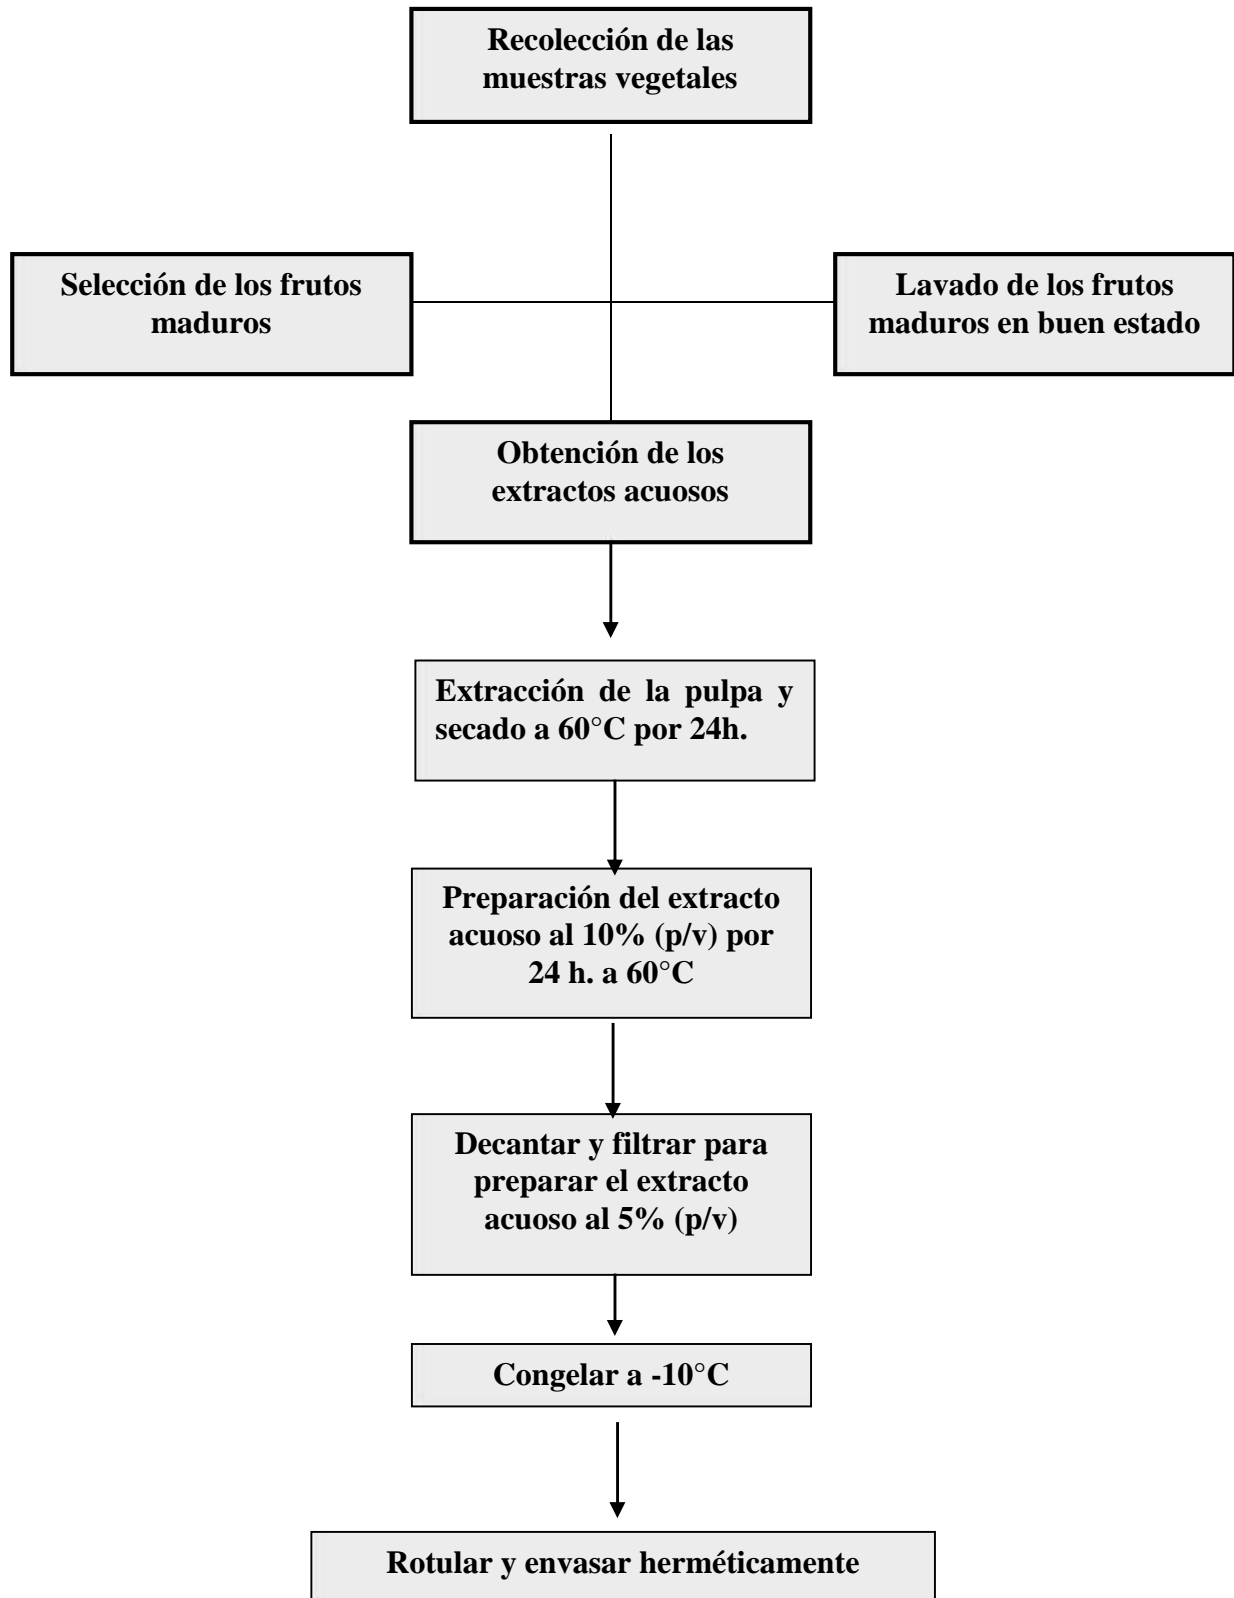 Recolección de las
muestras vegetales
Selección de los frutos
maduros
Lavado de los frutos
maduros en buen estado
Obtención de los
extractos acuosos
Extracción de la pulpa y
secado a 60°C por 24h.
Preparación del extracto
acuoso al 10% (p/v) por
24 h. a 60°C
Decantar y filtrar para
preparar el extracto
acuoso al 5% (p/v)
Congelar a -10°C
Rotular y envasar herméticamente